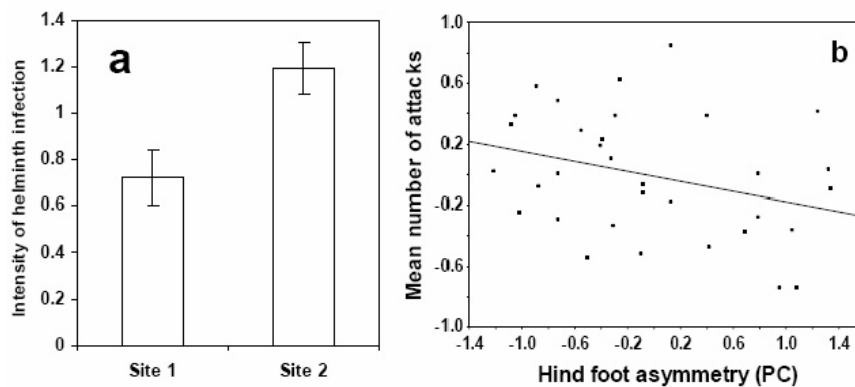 a
Intensity of helminth infection
1.4
1.2
1
0.8
0.6
0.4
0.2
0
Site 1 Site 2
b
Mean number of attacks
1.0
0.6
0.2
-0.2
-0.6
-1.0
-1.4 -1.0 -0.6 -0.2 0.2 0.6 1.0 1.4
Hind foot asymmetry (PC)